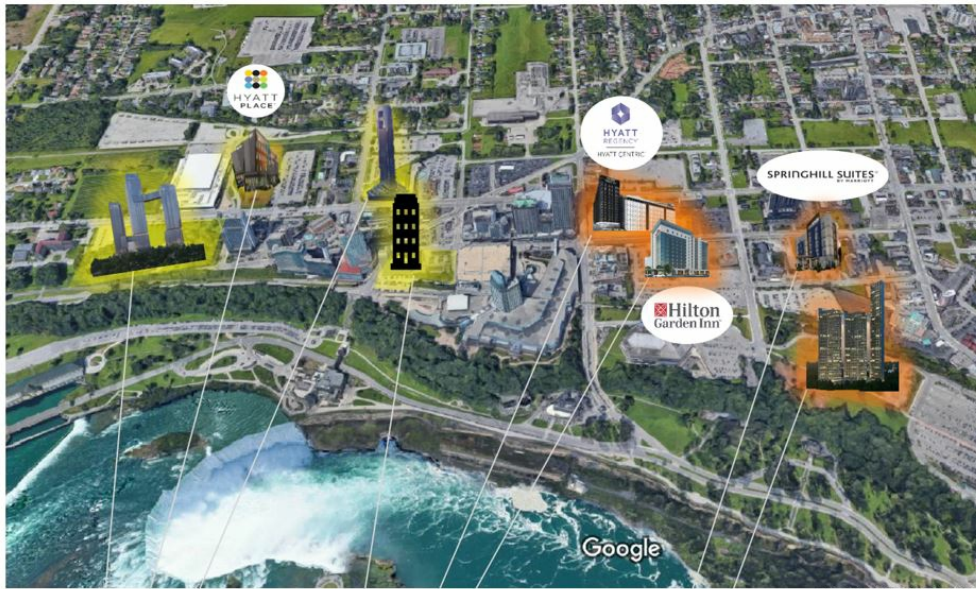 HYATT
PLACE
HYATT
REGENCY
HYATT CENTRIC
SPRINGHILL SUITES
BY MARRIOTT
Hilton
Garden Inn
Google